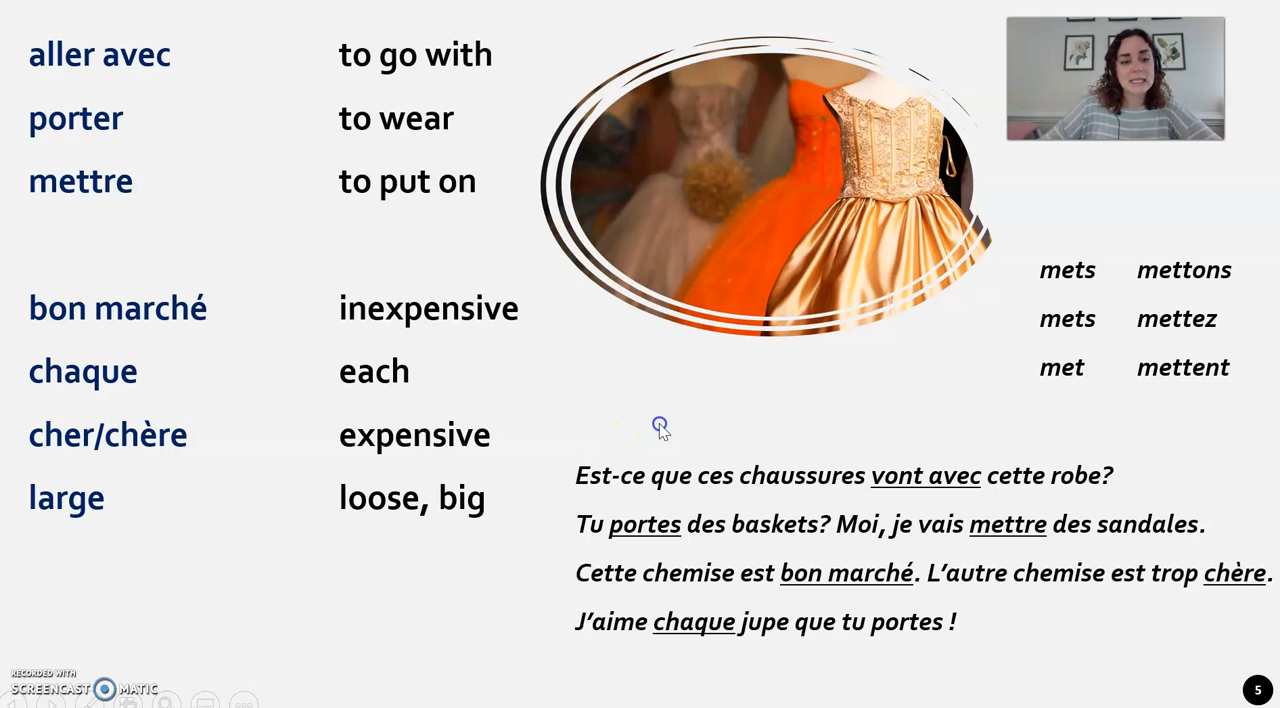 aller avec to go with
porter to wear
mettre to put on
bon marché inexpensive
chaque each
cher/chère expensive
large loose, big
mets mettons
mets mettez
met mettent
Est-ce que ces chaussures vont avec cette robe?
Tu portes des baskets? Moi, je vais mettre des sandales.
Cette chemise est bon marché. L’autre chemise est trop chère.
J’aime chaque jupe que tu portes !
RECORDED WITH
SCREENCAST MATIC
5